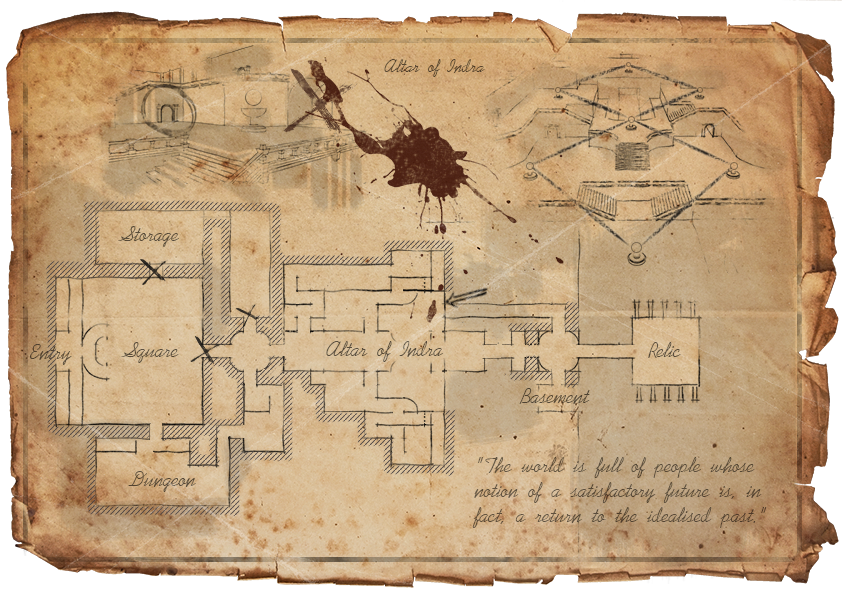 Altar of Indra
Storage
Entry
Square
Altar of Indra
Relic
Basement
Dungeon
"The world is full of people whose
notion of a satisfactory future is, in
fact, a return to the idealised past."